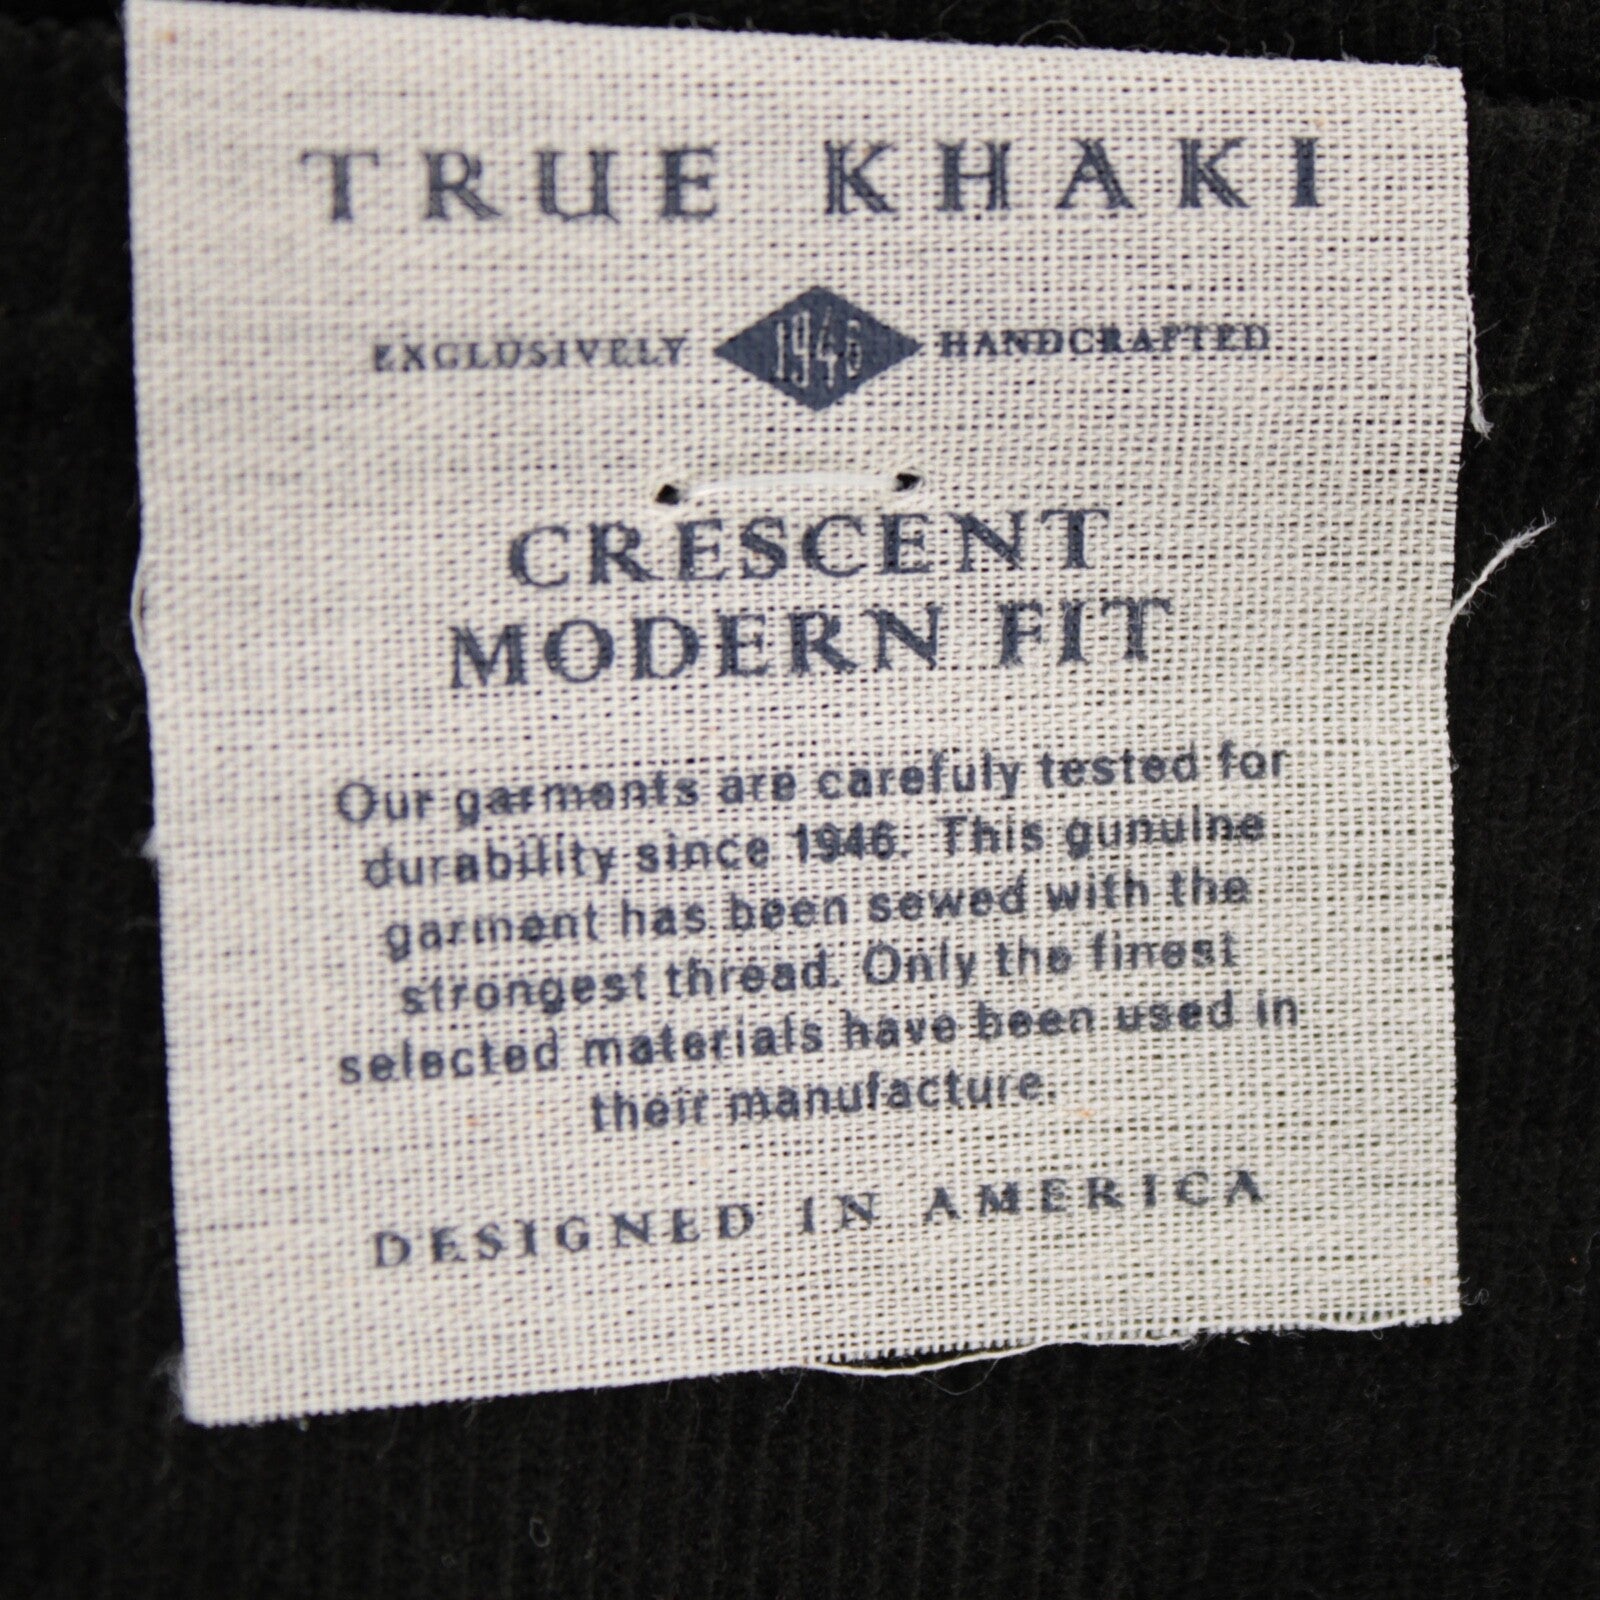 TRUE KHAKI
EXCLUSIVELY 1946 HANDCRAFTED
CRESCENT
MODERN FIT
Our garments are carefuly tested for
durability since 1946. This gunuine
garment has been sewed with the
strongest thread. Only the finest
selected materials have been used in
their manufacture.
DESIGNED IN AMERICA